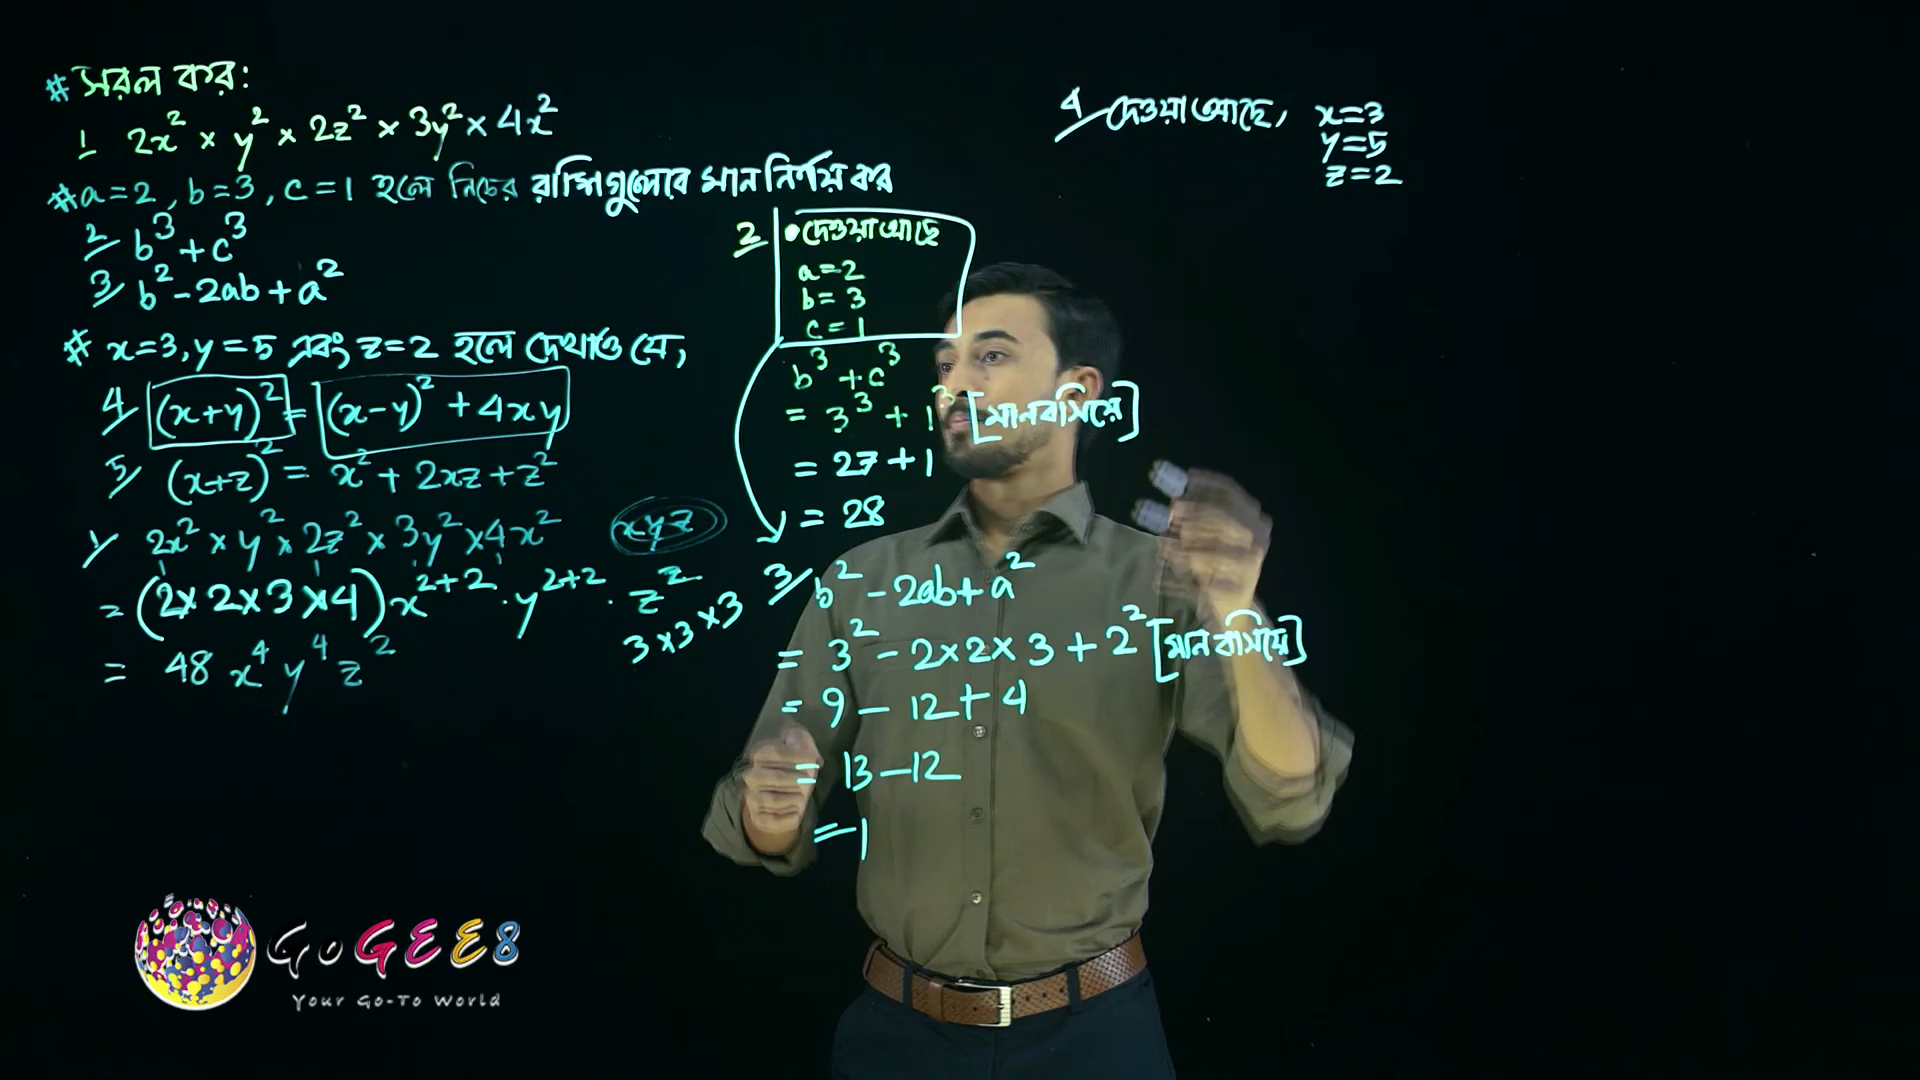 # সরল কর:
1 2x² × y² × 2z² × 3y² × 4x²
# a=2, b=3, c=1 হলে নিচের রাশিগুলোর মান নির্ণয় কর
2 b³ + c³
3 b² - 2ab + a²
# x=3, y=5 এবং z=2 হলে দেখাও যে,
4 (x+y)² = (x-y)² + 4xy
5 (x+z)² = x² + 2xz + z²
1 2x² × y² × 2z² × 3y² × 4x²
xyz
= (2×2×3×4) x²⁺² · y²⁺² · z²
3×3×3
= 48 x⁴ y⁴ z²
2 • দেওয়া আছে
a=2
b=3
c=1
b³ + c³
= 3³ + 1³ [মান বসিয়ে]
= 27 + 1
= 28
3 b² - 2ab + a²
= 3² - 2×2×3 + 2² [মান বসিয়ে]
= 9 - 12 + 4
= 13 - 12
= 1
4 দেওয়া আছে, x=3
y=5
z=2
GoGEE8
Your Go-To World